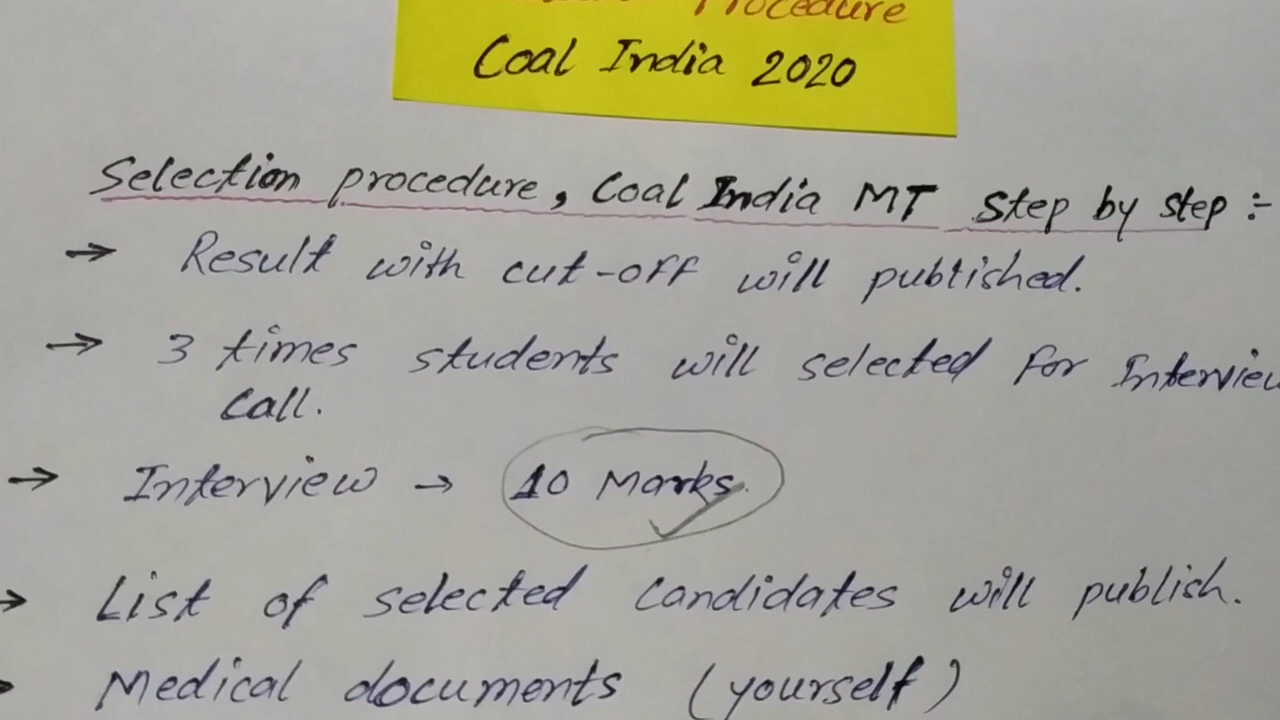 Procedure
Coal India 2020
Selection procedure, Coal India MT Step by step :-
→ Result with cut-off will published.
→ 3 times students will selected for Interview
Call.
→ Interview → 10 Marks.
→ List of selected Candidates will publish.
→ Medical documents (yourself)